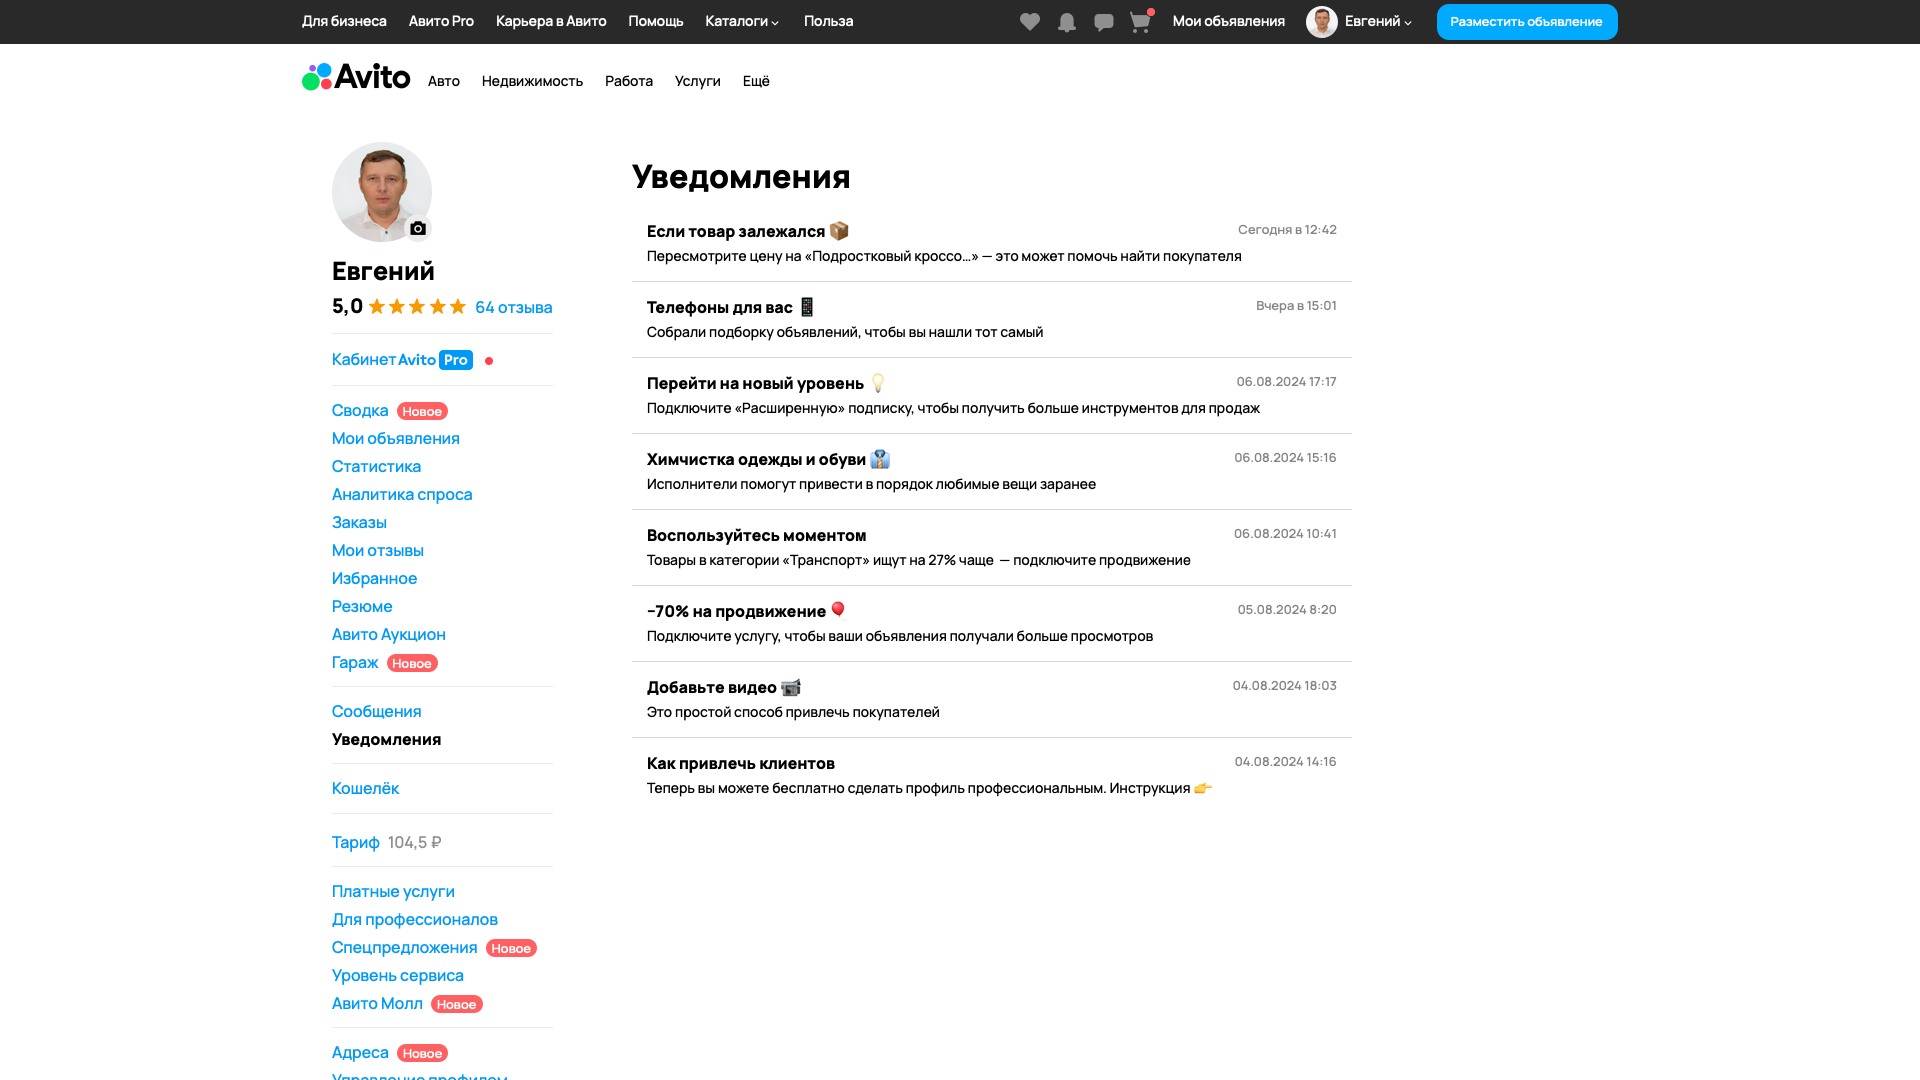 Для бизнеса Авито Pro Карьера в Авито Помощь Каталоги Польза Мои объявления Евгений Разместить объявление
Avito Авто Недвижимость Работа Услуги Ещё
Евгений
5,0 64 отзыва
Кабинет Avito Pro
Сводка Новое
Мои объявления
Статистика
Аналитика спроса
Заказы
Мои отзывы
Избранное
Резюме
Авито Аукцион
Гараж Новое
Сообщения
Уведомления
Кошелёк
Тариф 104,5 ₽
Платные услуги
Для профессионалов
Спецпредложения Новое
Уровень сервиса
Авито Молл Новое
Адреса Новое
Управление профилем
Уведомления
Если товар залежался 📦 Сегодня в 12:42
Пересмотрите цену на «Подростковый кроссо...» — это может помочь найти покупателя
Телефоны для вас 📱 Вчера в 15:01
Собрали подборку объявлений, чтобы вы нашли тот самый
Перейти на новый уровень 💡 06.08.2024 17:17
Подключите «Расширенную» подписку, чтобы получить больше инструментов для продаж
Химчистка одежды и обуви 👔 06.08.2024 15:16
Исполнители помогут привести в порядок любимые вещи заранее
Воспользуйтесь моментом 06.08.2024 10:41
Товары в категории «Транспорт» ищут на 27% чаще — подключите продвижение
−70% на продвижение 🎈 05.08.2024 8:20
Подключите услугу, чтобы ваши объявления получали больше просмотров
Добавьте видео 📹 04.08.2024 18:03
Это простой способ привлечь покупателей
Как привлечь клиентов 04.08.2024 14:16
Теперь вы можете бесплатно сделать профиль профессиональным. Инструкция 👉